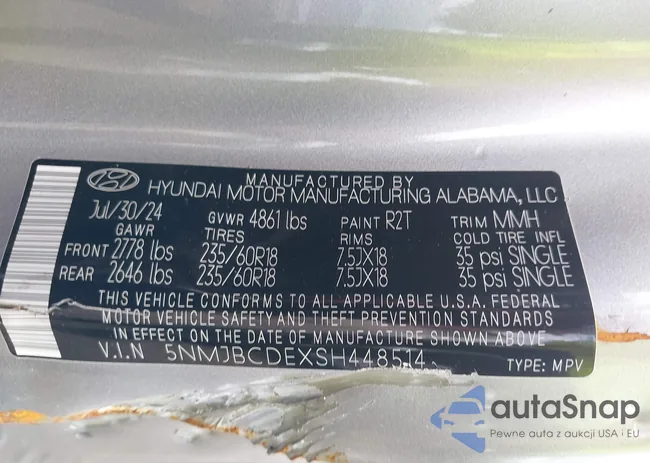 MANUFACTURED BY
HYUNDAI MOTOR MANUFACTURING ALABAMA, LLC
Jul/30/24 GVWR 4861 lbs PAINT R2T TRIM MMH
GAWR TIRES RIMS COLD TIRE INFL
FRONT 2778 lbs 235/60R18 7.5JX18 35 psi SINGLE
REAR 2646 lbs 235/60R18 7.5JX18 35 psi SINGLE
THIS VEHICLE CONFORMS TO ALL APPLICABLE U.S.A. FEDERAL
MOTOR VEHICLE SAFETY AND THEFT PREVENTION STANDARDS
IN EFFECT ON THE DATE OF MANUFACTURE SHOWN ABOVE
V.I.N 5NMJBCDEXSH448514 TYPE: MPV
autaSnap
Pewne auta z aukcji USA i EU